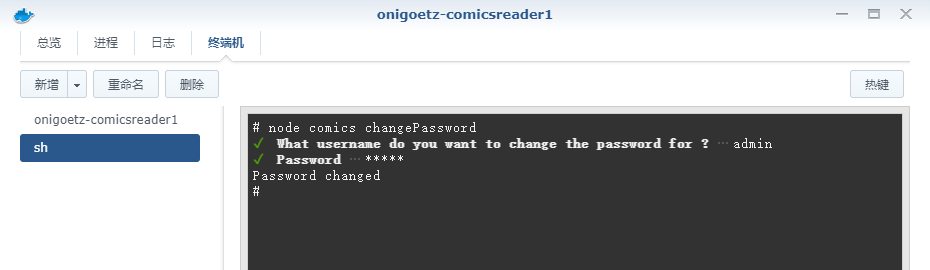 onigoetz-comicsreader1
总览 进程 日志 终端机
新增 重命名 删除 热键
onigoetz-comicsreader1
sh
# node comics changePassword
✓ What username do you want to change the password for ? … admin
✓ Password … *****
Password changed
#